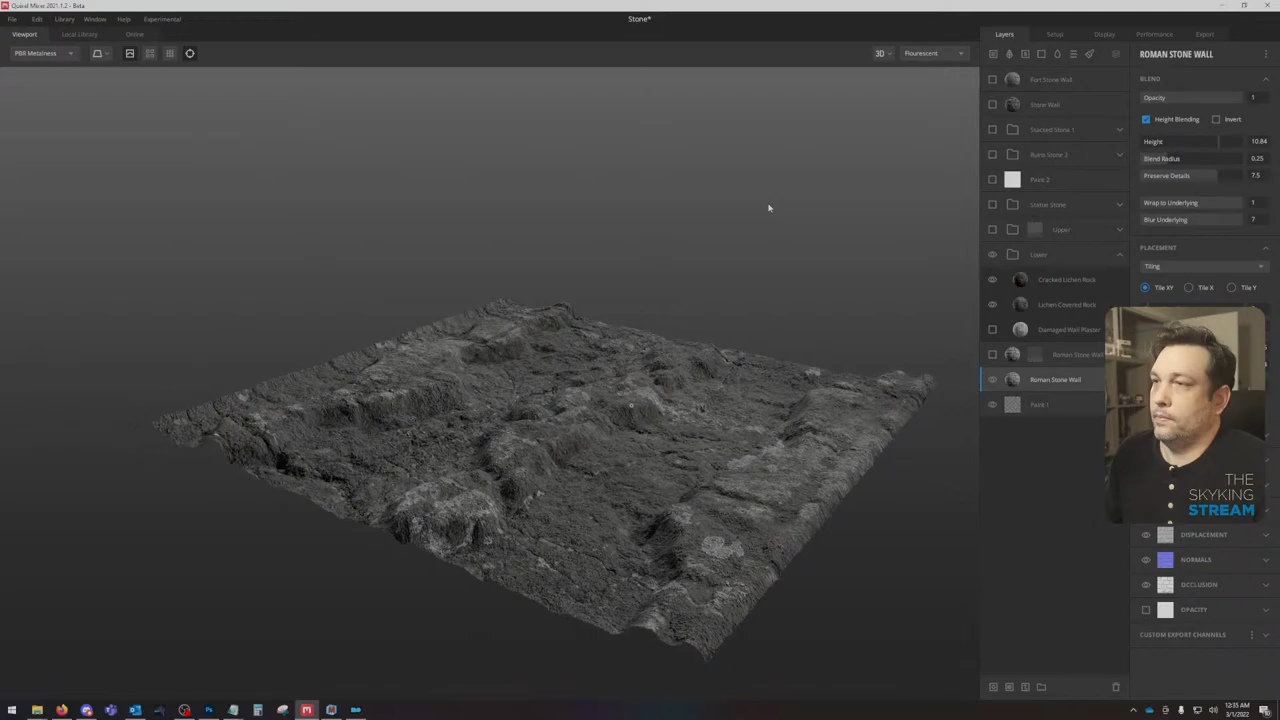 Quixel Mixer 2021.1.2 - Beta
File Edit Library Window Help Experimental
Stone*
Viewport Local Library Online
Layers Setup Display Performance Export
PBR Metalness
3D Flourescent
ROMAN STONE WALL
Fort Stone Wall
Stone Wall
Stacked Stone 1
Ruins Stone 2
Paint 2
Statue Stone
Upper
Lower
Cracked Lichen Rock
Lichen Covered Rock
Damaged Wall Plaster
Roman Stone Wall
Roman Stone Wall
Paint 1
BLEND
Opacity 1
Height Blending Invert
Height 10.84
Blend Radius 0.25
Preserve Details 7.5
Wrap to Underlying 1
Blur Underlying 7
PLACEMENT
Tiling
Tile XY Tile X Tile Y
THE
SKYKING
STREAM
DISPLACEMENT
NORMALS
OCCLUSION
OPACITY
CUSTOM EXPORT CHANNELS
12:35 AM
3/1/2022